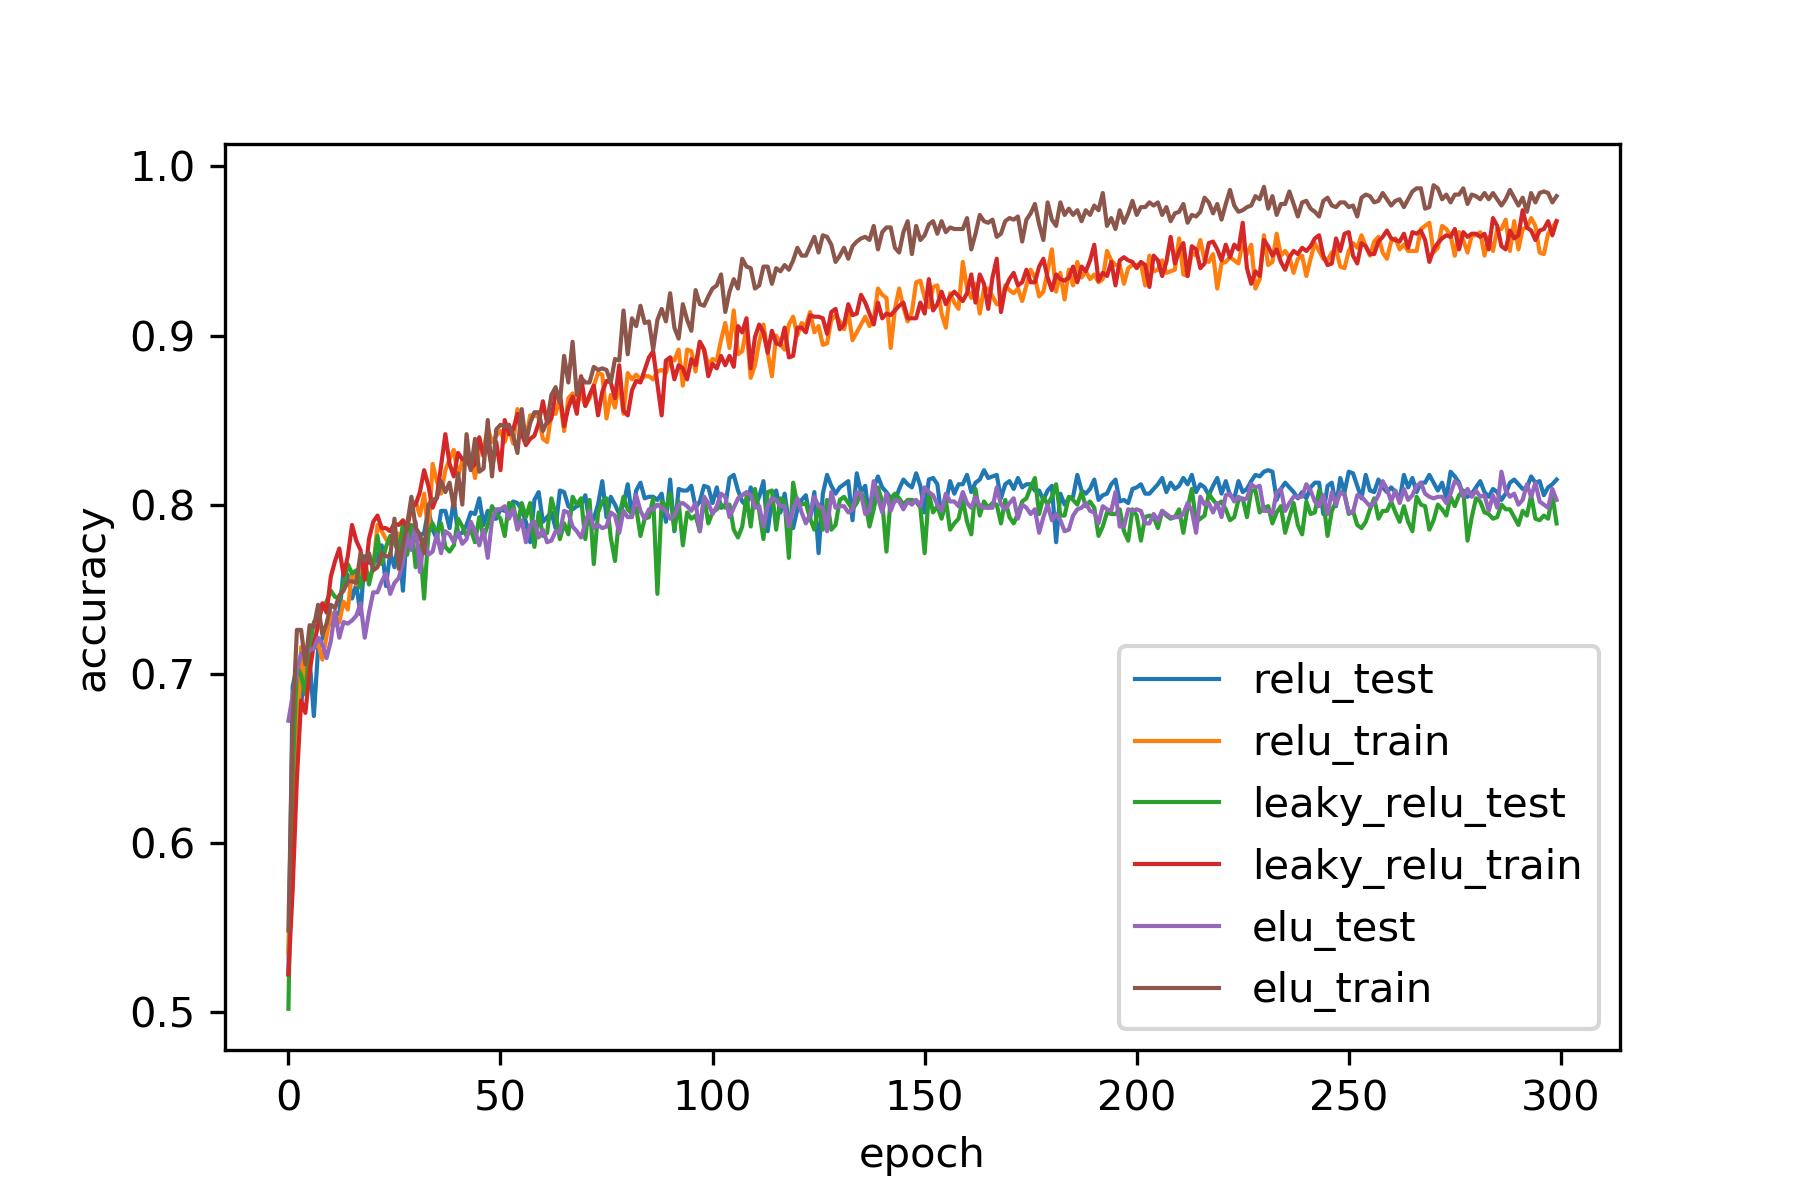 1.0
0.9
0.8
0.7
0.6
0.5
accuracy
relu_test
relu_train
leaky_relu_test
leaky_relu_train
elu_test
elu_train
0 50 100 150 200 250 300
epoch